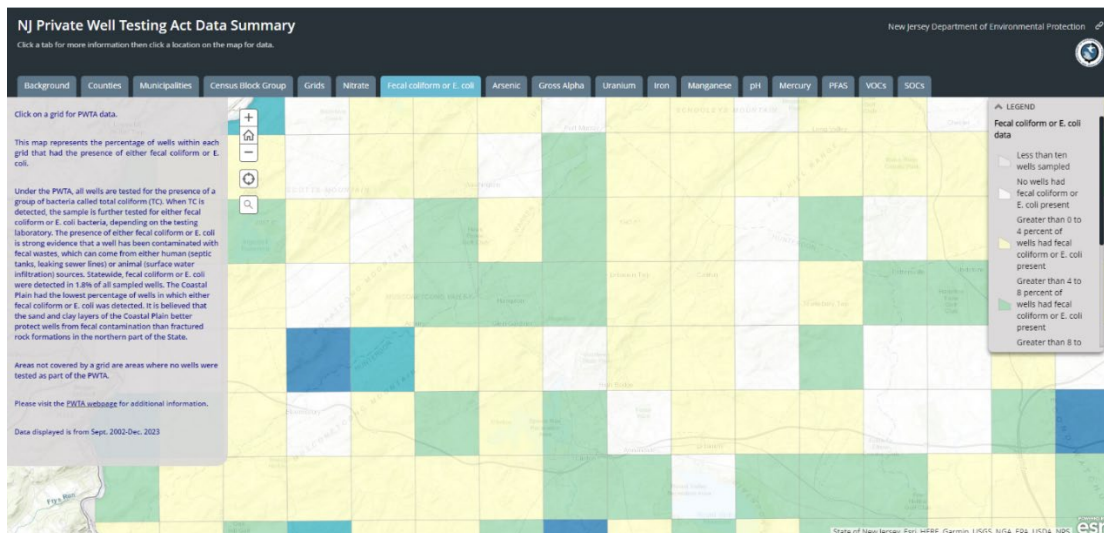 NJ Private Well Testing Act Data Summary
Click a tab for more information then click a location on the map for data.
New Jersey Department of Environmental Protection
Background Counties Municipalities Census Block Group Grids Nitrate Fecal coliform or E. coli Arsenic Gross Alpha Uranium Iron Manganese pH Mercury PFAS VOCs SOCs
Click on a grid for PWTA data.
This map represents the percentage of wells within each
grid that had the presence of either fecal coliform or E.
coli.
Under the PWTA, all wells are tested for the presence of a
group of bacteria called total coliform (TC). When TC is
detected, the sample is further tested for either fecal
coliform or E. coli bacteria, depending on the testing
laboratory. The presence of either fecal coliform or E. coli
is strong evidence that a well has been contaminated with
fecal wastes, which can come from either human (septic
tanks, leaking sewer lines) or animal (surface water
infiltration) sources. Statewide, fecal coliform or E. coli
were detected in 1.8% of all sampled wells. The Coastal
Plain had the lowest percentage of wells in which either
fecal coliform or E. coli was detected. It is believed that
the sand and clay layers of the Coastal Plain better
protect wells from fecal contamination than fractured
rock formations in the northern part of the State.
Areas not covered by a grid are areas where no wells were
tested as part of the PWTA.
Please visit the PWTA webpage for additional information.
Data displayed is from Sept. 2002-Dec. 2023
LEGEND
Fecal coliform or E. coli
data
Less than ten
wells sampled
No wells had
fecal coliform or
E. coli present
Greater than 0 to
4 percent of
wells had fecal
coliform or E. coli
present
Greater than 4 to
8 percent of
wells had fecal
coliform or E. coli
present
Greater than 8 to
State of New Jersey, Esri, HERE, Garmin, USGS, NGA, EPA, USDA, NPS
POWERED BY
esri